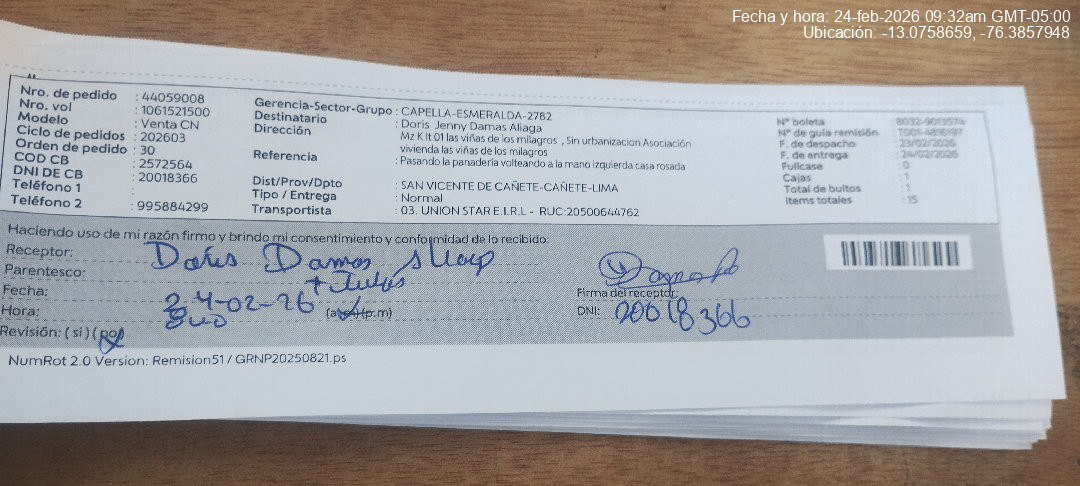 Fecha y hora: 24-feb-2026 09:32am GMT-05:00
Ubicación: -13.0758659, -76.3857948
Nro. de pedido : 44059008
Nro. vol : 1061521500
Modelo : Venta CN
Ciclo de pedidos : 202603
Orden de pedido : 30
COD CB : 2572564
DNI DE CB : 20018366
Teléfono 1 :
Teléfono 2 : 995884299
Gerencia-Sector-Grupo : CAPELLA-ESMERALDA-2782
Destinatario : Doris Jenny Damas Aliaga
Dirección : Mz K lt 01 las viñas de los milagros , Sin urbanizacion Asociación
vivienda las viñas de los milagros
Referencia : Pasando la panadería volteando a la mano izquierda casa rosada
Dist/Prov/Dpto : SAN VICENTE DE CAÑETE-CAÑETE-LIMA
Tipo / Entrega : Normal
Transportista : 03. UNION STAR E.I.R.L - RUC:20500644762
N° boleta
N° de guía remisión
F. de despacho : 23/02/2026
F. de entrega : 24/02/2026
Fullcase : 0
Cajas : 1
Total de bultos : 1
Items totales : 15
Haciendo uso de mi razón firmo y brindo mi consentimiento y conformidad de lo recibido:
Receptor: Doris Damas
Parentesco:
Fecha: 24-02-26
Hora: (a.m) (p.m)
Revisión: ( si ) ( no )
Firma del receptor:
DNI: 20018366
NumRot 2.0 Version: Remision51 / GRNP20250821.ps